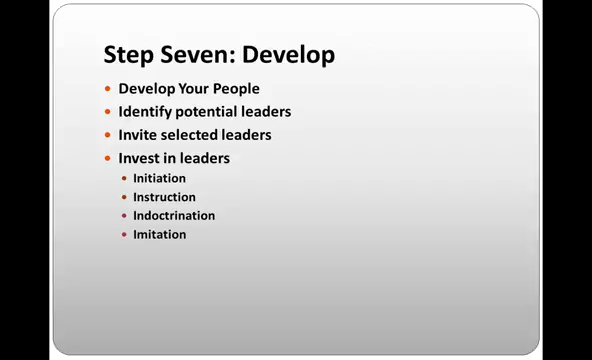 Step Seven: Develop
Develop Your People
Identify potential leaders
Invite selected leaders
Invest in leaders
Initiation
Instruction
Indoctrination
Imitation